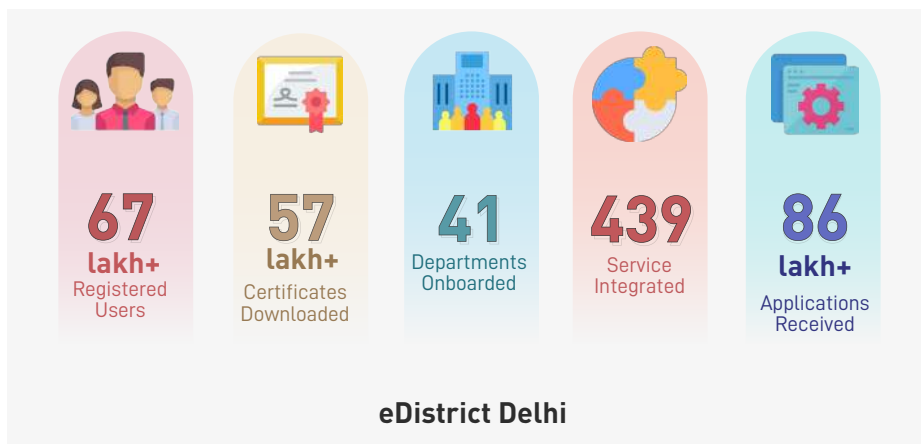 67
lakh+
Registered
Users
57
lakh+
Certificates
Downloaded
41
Departments
Onboarded
439
Service
Integrated
86
lakh+
Applications
Received
eDistrict Delhi